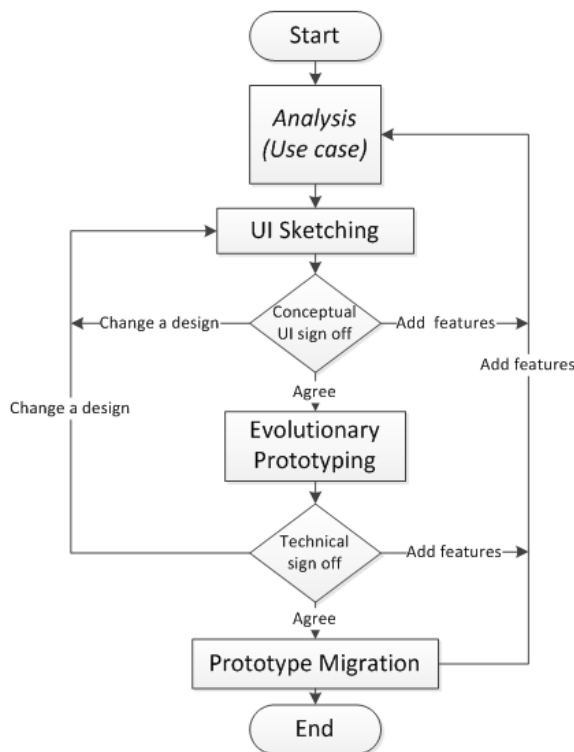 Start
Analysis
(Use case)
UI Sketching
Change a design
Conceptual
UI sign off
Add features
Add features
Agree
Change a design
Evolutionary
Prototyping
Technical
sign off
Add features
Agree
Prototype Migration
End